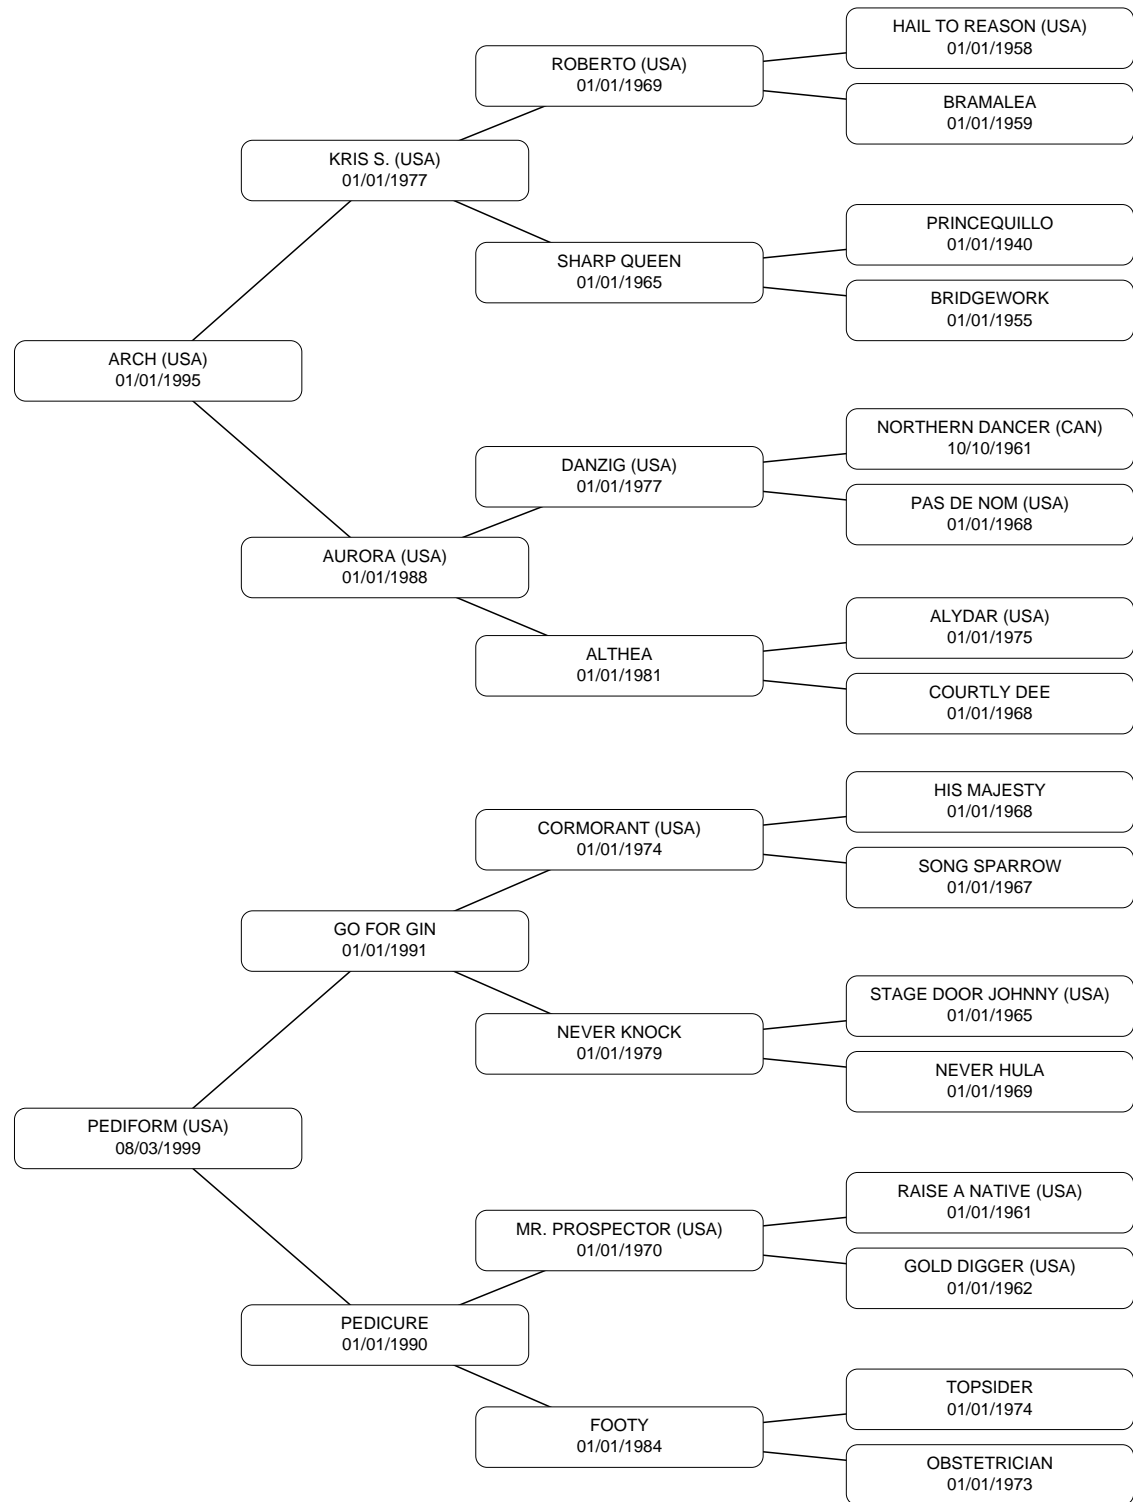 HAIL TO REASON (USA)
01/01/1958
ROBERTO (USA)
01/01/1969
BRAMALEA
01/01/1959
KRIS S. (USA)
01/01/1977
PRINCEQUILLO
01/01/1940
SHARP QUEEN
01/01/1965
BRIDGEWORK
01/01/1955
ARCH (USA)
01/01/1995
NORTHERN DANCER (CAN)
10/10/1961
DANZIG (USA)
01/01/1977
PAS DE NOM (USA)
01/01/1968
AURORA (USA)
01/01/1988
ALYDAR (USA)
01/01/1975
ALTHEA
01/01/1981
COURTLY DEE
01/01/1968
HIS MAJESTY
01/01/1968
CORMORANT (USA)
01/01/1974
SONG SPARROW
01/01/1967
GO FOR GIN
01/01/1991
STAGE DOOR JOHNNY (USA)
01/01/1965
NEVER KNOCK
01/01/1979
NEVER HULA
01/01/1969
PEDIFORM (USA)
08/03/1999
RAISE A NATIVE (USA)
01/01/1961
MR. PROSPECTOR (USA)
01/01/1970
GOLD DIGGER (USA)
01/01/1962
PEDICURE
01/01/1990
TOPSIDER
01/01/1974
FOOTY
01/01/1984
OBSTETRICIAN
01/01/1973